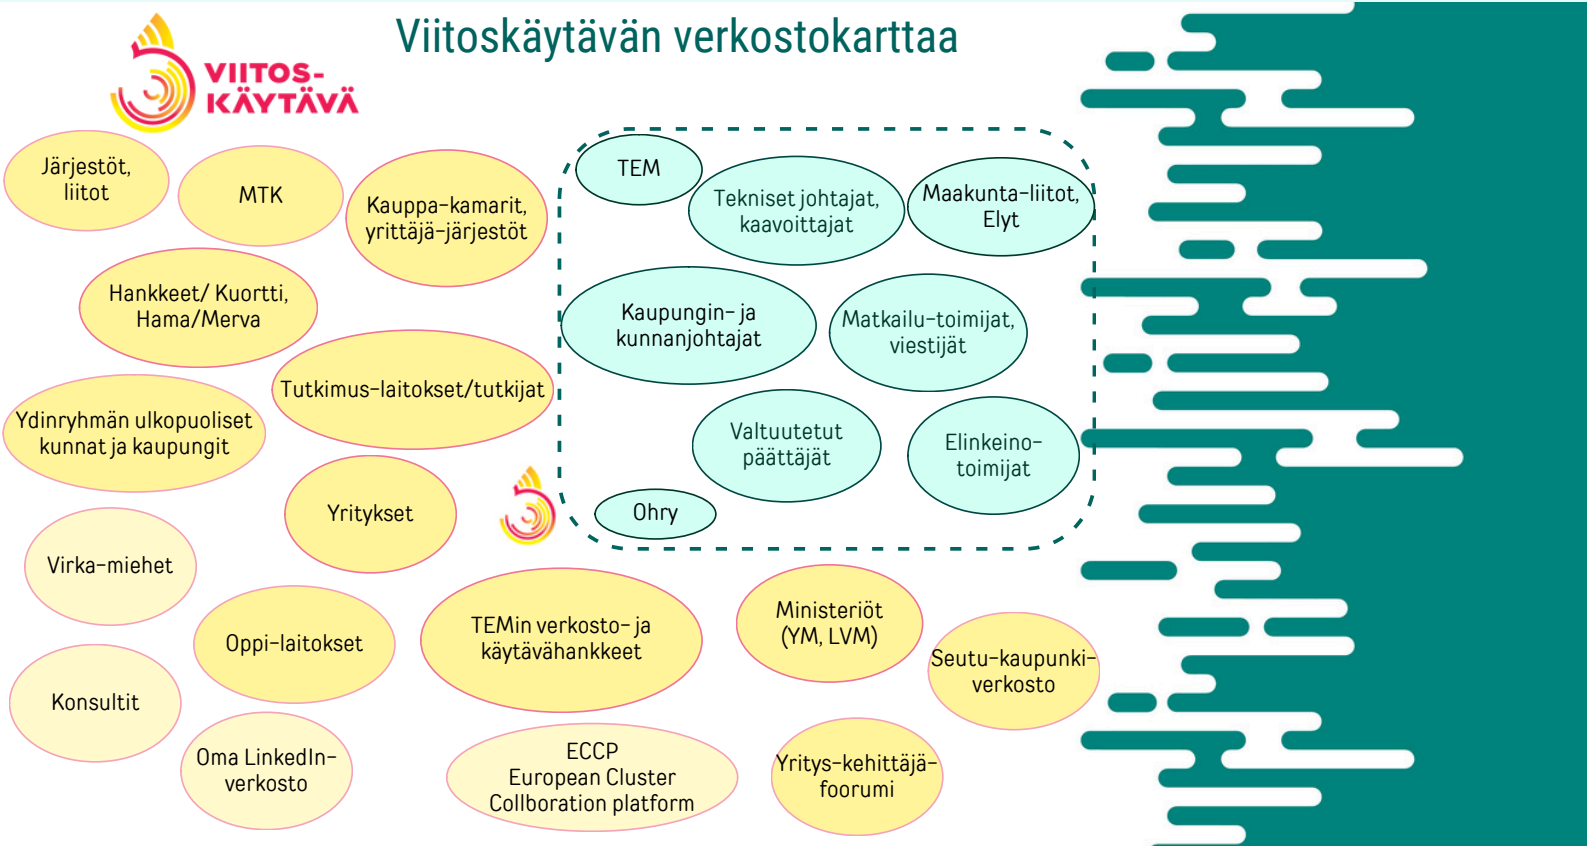 Viitoskäytävän verkostokarttaa
VIITOS-
KÄYTÄVÄ
Järjestöt,
liitot
MTK
Kauppa-kamarit,
yrittäjä-järjestöt
Hankkeet/ Kuortti,
Hama/Merva
Tutkimus-laitokset/tutkijat
Ydinryhmän ulkopuoliset
kunnat ja kaupungit
Yritykset
Virka-miehet
Oppi-laitokset
Konsultit
Oma LinkedIn-
verkosto
TEM
Tekniset johtajat,
kaavoittajat
Maakunta-liitot,
Elyt
Kaupungin- ja
kunnanjohtajat
Matkailu-toimijat,
viestijät
Valtuutetut
päättäjät
Elinkeino-
toimijat
Ohry
TEMin verkosto- ja
käytävähankkeet
Ministeriöt
(YM, LVM)
Seutu-kaupunki-
verkosto
ECCP
European Cluster
Collboration platform
Yritys-kehittäjä-
foorumi